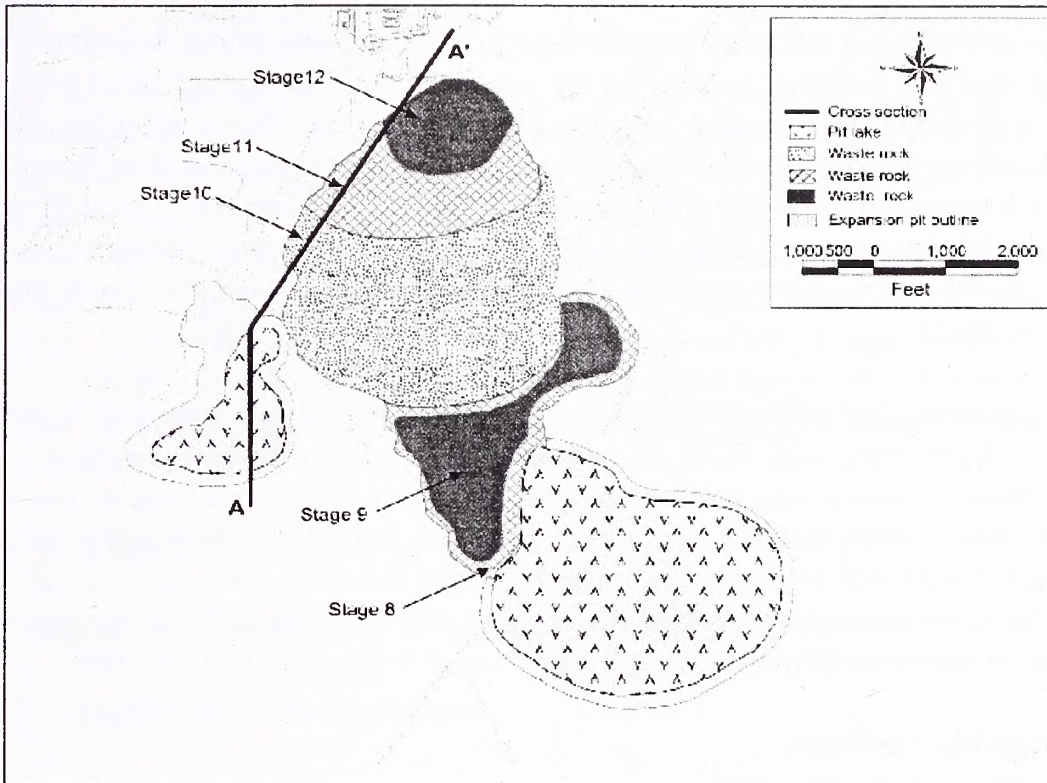 A'
Stage12
Stage11
Stage10
A
Stage 9
Stage 8
Cross section
Pit lake
Waste rock
Waste rock
Waste rock
Expansion pit outline
1,000 500 0 1,000 2,000
Feet